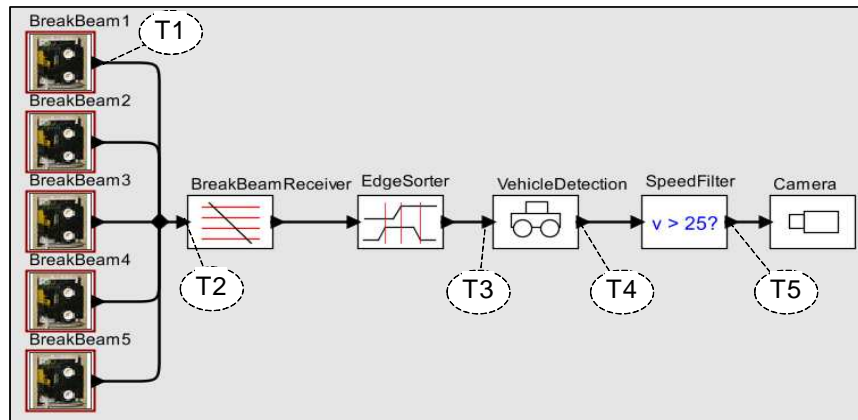 BreakBeam1
T1
BreakBeam2
BreakBeam3
BreakBeamReceiver
EdgeSorter
VehicleDetection
SpeedFilter
Camera
v > 25?
BreakBeam4
T2
T3
T4
T5
BreakBeam5